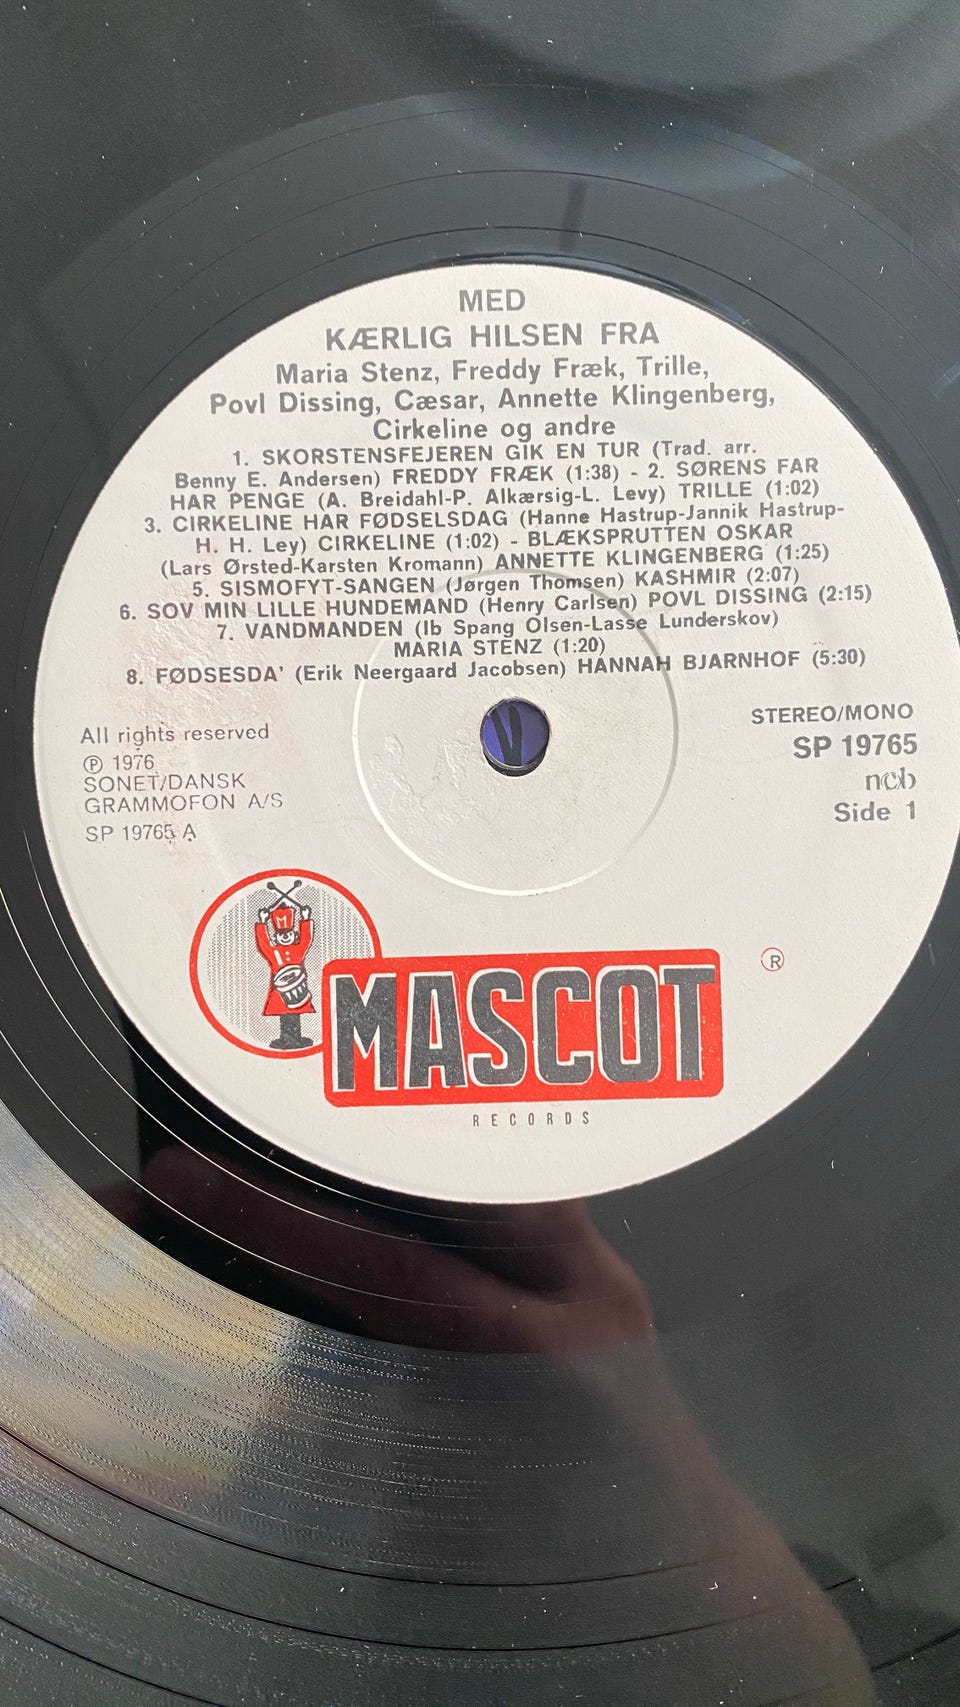 MED
KÆRLIG HILSEN FRA
Maria Stenz, Freddy Fræk, Trille,
Povl Dissing, Cæsar, Annette Klingenberg,
Cirkeline og andre
1. SKORSTENSFEJEREN GIK EN TUR (Trad. arr.
Benny E. Andersen) FREDDY FRÆK (1:38) - 2. SØRENS FAR
HAR PENGE (A. Breidahl-P. Alkærsig-L. Levy) TRILLE (1:02)
3. CIRKELINE HAR FØDSELSDAG (Hanne Hastrup-Jannik Hastrup-
H. H. Ley) CIRKELINE (1:02) - BLÆKSPRUTTEN OSKAR
(Lars Ørsted-Karsten Kromann) ANNETTE KLINGENBERG (1:25)
5. SISMOFYT-SANGEN (Jørgen Thomsen) KASHMIR (2:07)
6. SOV MIN LILLE HUNDEMAND (Henry Carlsen) POVL DISSING (2:15)
7. VANDMANDEN (Ib Spang Olsen-Lasse Lunderskov)
MARIA STENZ (1:20)
8. FØDSESDA' (Erik Neergaard Jacobsen) HANNAH BJARNHOF (5:30)
All rights reserved
Ⓟ 1976
SONET/DANSK
GRAMMOFON A/S
SP 19765 A
STEREO/MONO
SP 19765
ncb
Side 1
M
MASCOT
®
RECORDS